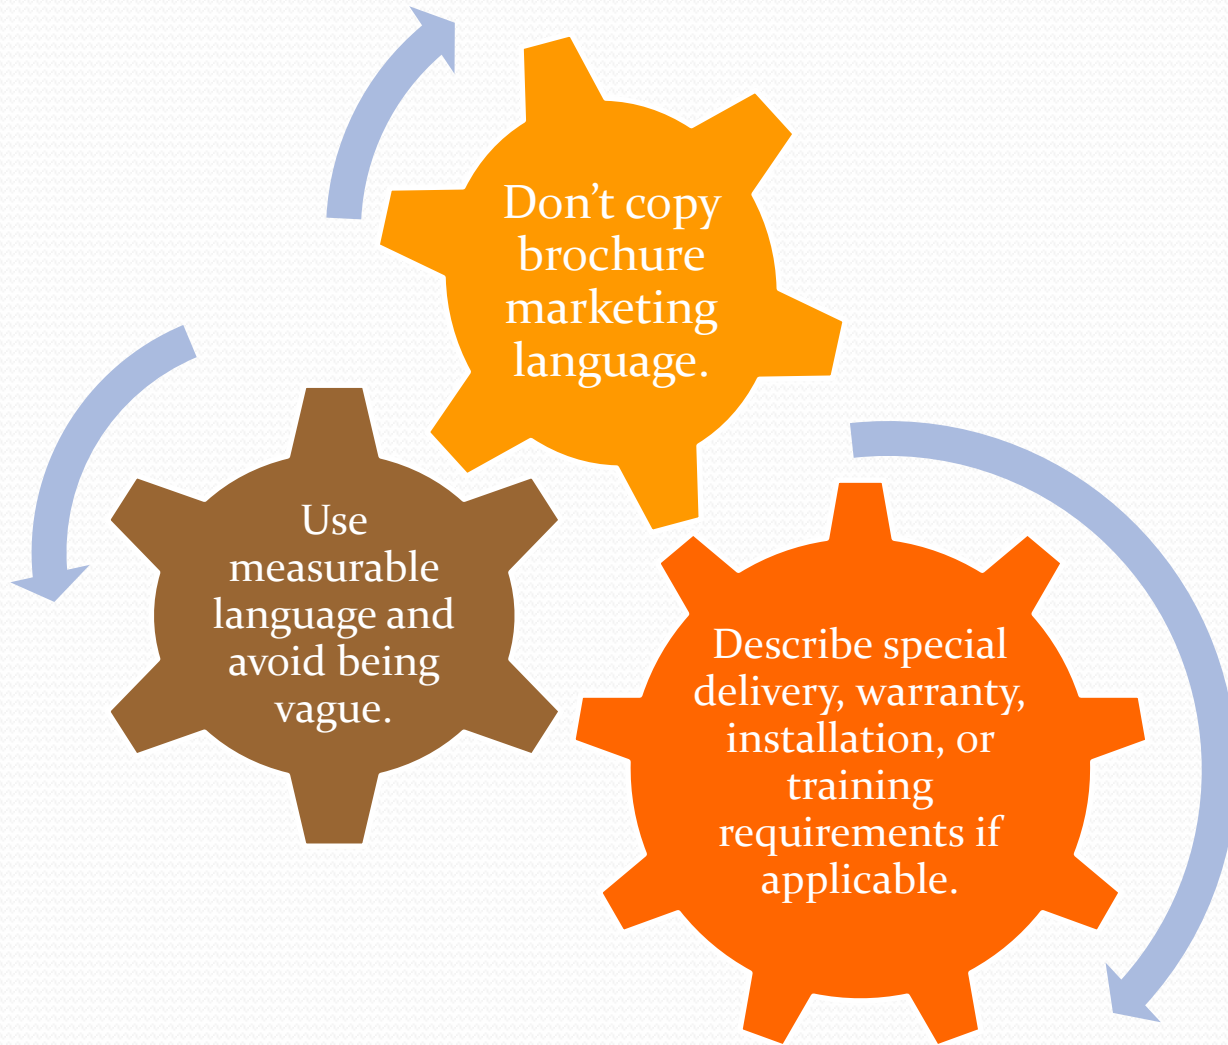 Don’t copy
brochure
marketing
language.
Use
measurable
language and
avoid being
vague.
Describe special
delivery, warranty,
installation, or
training
requirements if
applicable.